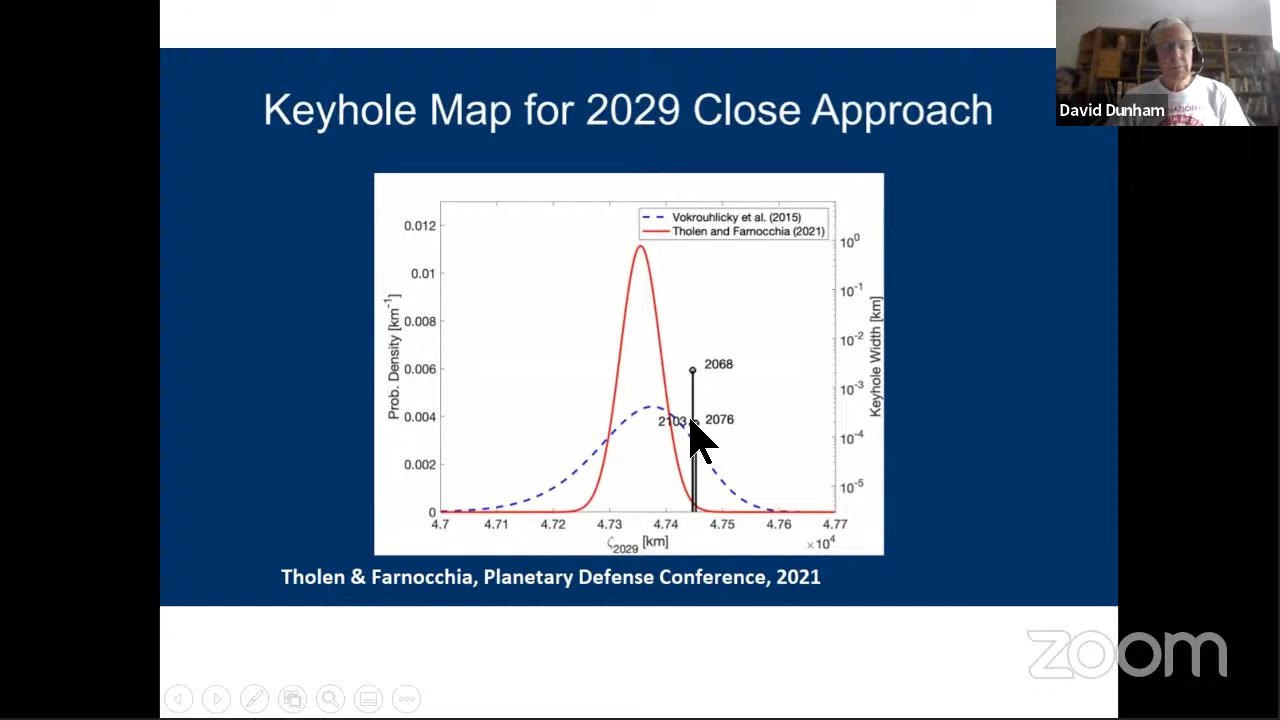 Keyhole Map for 2029 Close Approach
David Dunham
Vokrouhlicky et al. (2015)
Tholen and Farnocchia (2021)
0.012
0.01
0.008
0.006
0.004
0.002
0
Prob. Density [km⁻¹]
10⁰
10⁻¹
10⁻²
10⁻³
10⁻⁴
10⁻⁵
Keyhole Width [km]
2068
2103
2076
4.7 4.71 4.72 4.73 4.74 4.75 4.76 4.77
ζ2029 [km]
×10⁴
Tholen & Farnocchia, Planetary Defense Conference, 2021
zoom